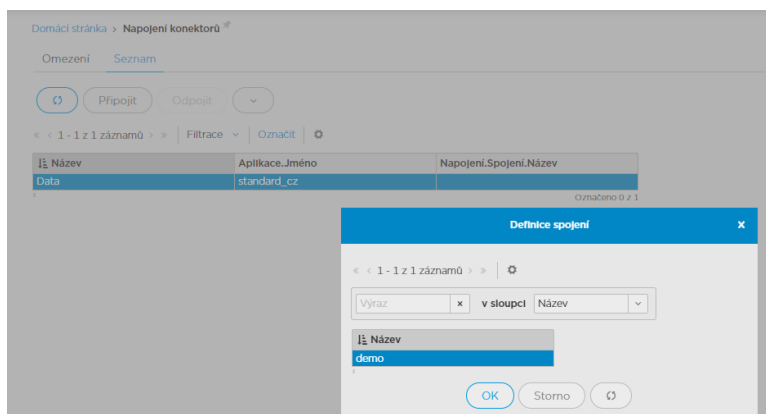 Domácí stránka > Napojení konektorů
Omezení Seznam
Připojit Odpojit
« < 1 - 1 z 1 záznamů > » Filtrace Označit
Název Aplikace.Jméno Napojení.Spojení.Název
Data standard_cz
Označeno 0 z 1
Definice spojení x
« < 1 - 1 z 1 záznamů > »
Výraz x v sloupci Název
Název
demo
OK Storno